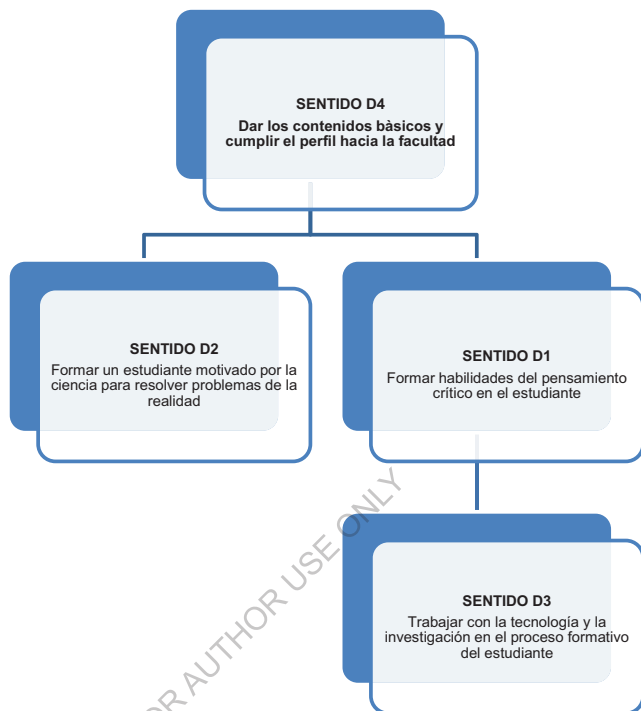 SENTIDO D4
Dar los contenidos bàsicos y
cumplir el perfil hacia la facultad
SENTIDO D2
Formar un estudiante motivado por la
ciencia para resolver problemas de la
realidad
SENTIDO D1
Formar habilidades del pensamiento
crítico en el estudiante
SENTIDO D3
Trabajar con la tecnología y la
investigación en el proceso formativo
del estudiante
OR AUTHOR USE ONLY